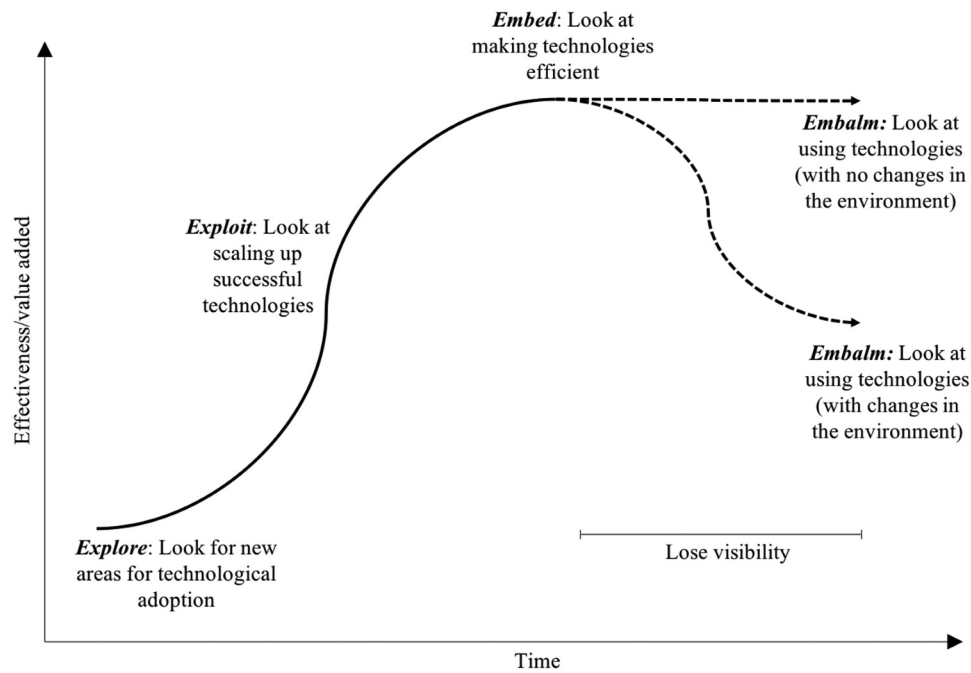 Embed: Look at
making technologies
efficient
Embalm: Look at
using technologies
(with no changes in
the environment)
Exploit: Look at
scaling up
successful
technologies
Effectiveness/value added
Embalm: Look at
using technologies
(with changes in
the environment)
Explore: Look for new
areas for technological
adoption
Lose visibility
Time